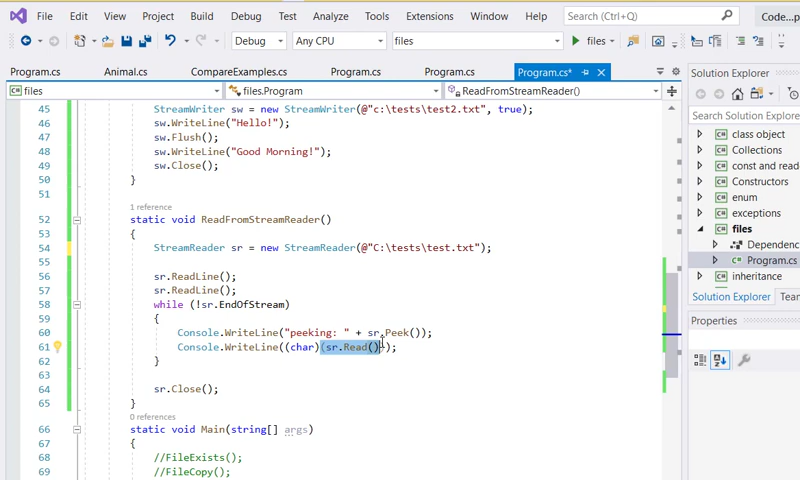 File Edit View Project Build Debug Test Analyze Tools Extensions Window Help Search (Ctrl+Q) Code...
Debug Any CPU files files
Program.cs Animal.cs CompareExamples.cs Program.cs Program.cs Program.cs* Solution Explorer
files files.Program ReadFromStreamReader()
Search Solution Explorer
45 StreamWriter sw = new StreamWriter(@"c:\tests\test2.txt", true);
46 sw.WriteLine("Hello!");
47 sw.Flush();
48 sw.WriteLine("Good Morning!");
49 sw.Close();
50 }
51
1 reference
52 static void ReadFromStreamReader()
53 {
54 StreamReader sr = new StreamReader(@"C:\tests\test.txt");
55
56 sr.ReadLine();
57 sr.ReadLine();
58 while (!sr.EndOfStream)
59 {
60 Console.WriteLine("peeking: " + sr.Peek());
61 Console.WriteLine((char)(sr.Read()));
62 }
63
64 sr.Close();
65 }
0 references
66 static void Main(string[] args)
67 {
68 //FileExists();
69 //FileCopy();
class object
Collections
const and reado
Constructors
enum
exceptions
files
Dependenc
Program.cs
inheritance
Solution Explorer
Properties